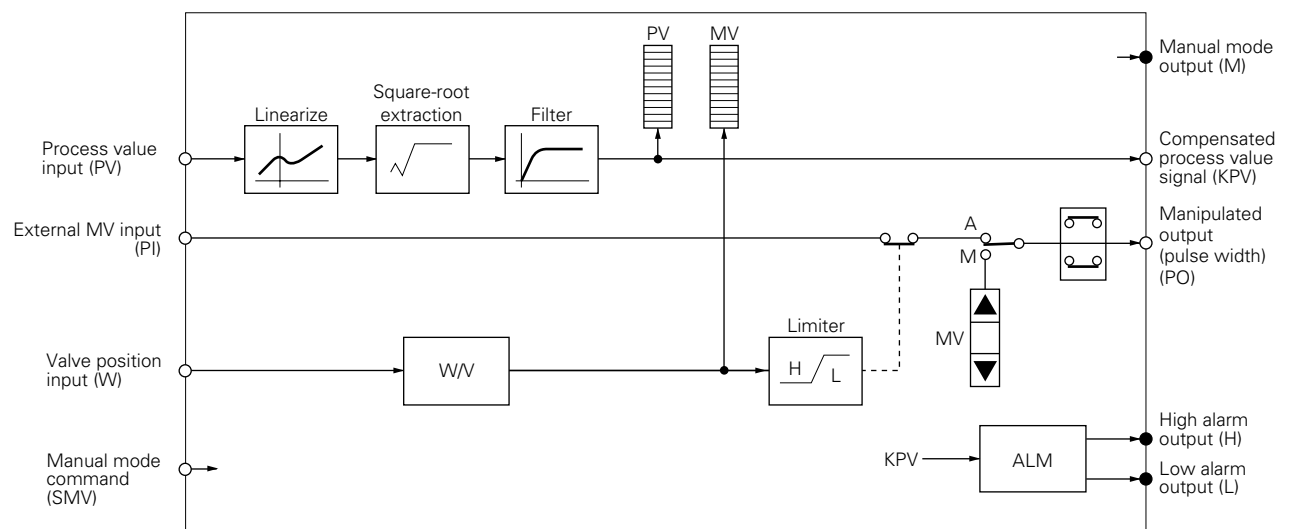 PV MV
Manual mode
output (M)
Square-root
extraction
Linearize
Filter
Process value
input (PV)
Compensated
process value
signal (KPV)
External MV input
(PI)
A
M
Manipulated
output
(pulse width)
(PO)
MV
Limiter
H
L
Valve position
input (W)
W/V
High alarm
output (H)
KPV
ALM
Low alarm
output (L)
Manual mode
command
(SMV)